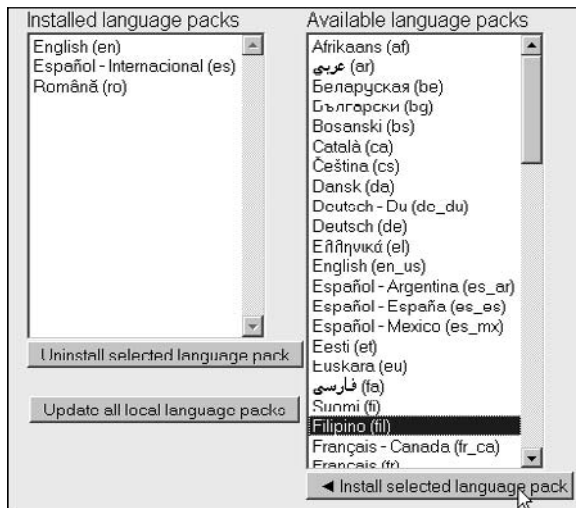 Installed language packs
English (en)
Español - Internacional (es)
Română (ro)
Uninstall selected language pack
Update all local language packs
Available language packs
Afrikaans (af)
عربي (ar)
Беларуская (be)
Български (bg)
Bosanski (bs)
Català (ca)
Čeština (cs)
Dansk (da)
Deutsch - Du (de_du)
Deutsch (de)
Ελληνικά (el)
English (en_us)
Español - Argentina (es_ar)
Español - España (es_es)
Español - Mexico (es_mx)
Eesti (et)
Euskara (eu)
فارسی (fa)
Suomi (fi)
Filipino (fil)
Français - Canada (fr_ca)
Français (fr)
◄ Install selected language pack